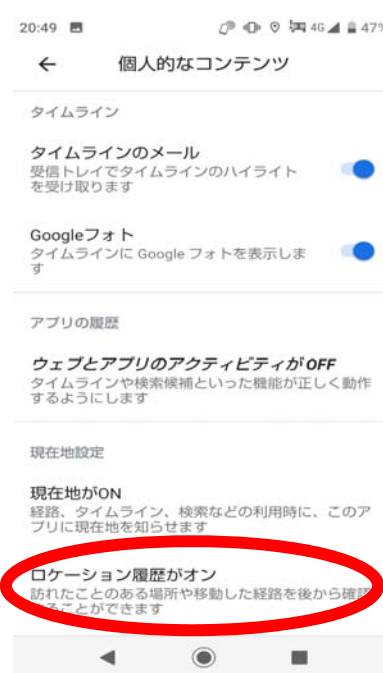 20:49 4G 47%
個人的なコンテンツ
タイムライン
タイムラインのメール
受信トレイでタイムラインのハイライト
を受け取ります
Googleフォト
タイムラインに Google フォトを表示しま
す
アプリの履歴
ウェブとアプリのアクティビティが OFF
タイムラインや検索候補といった機能が正しく動作
するようにします
現在地設定
現在地がON
経路、タイムライン、検索などの利用時に、このア
プリに現在地を知らせます
ロケーション履歴がオン
訪れたことのある場所や移動した経路を後から確認
ることができます